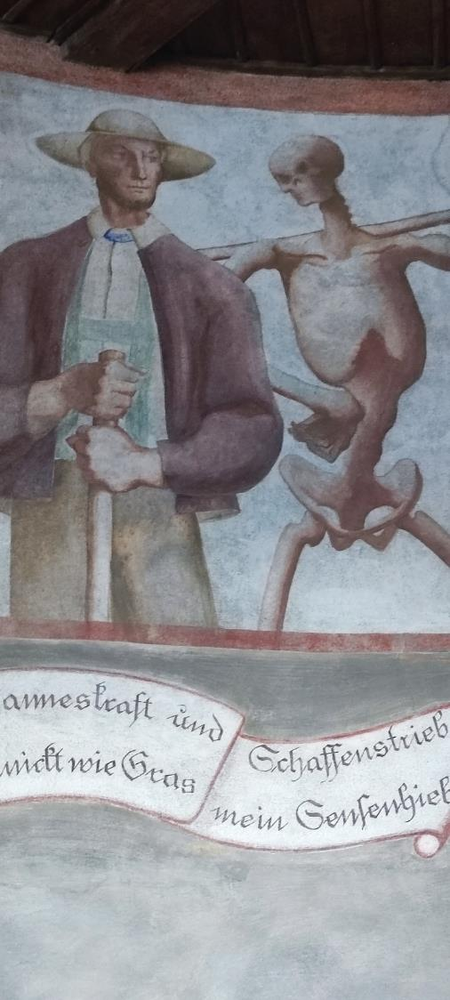 anneskraft und Schaffenstrieb
nickt wie Gras mein Sensenhieb